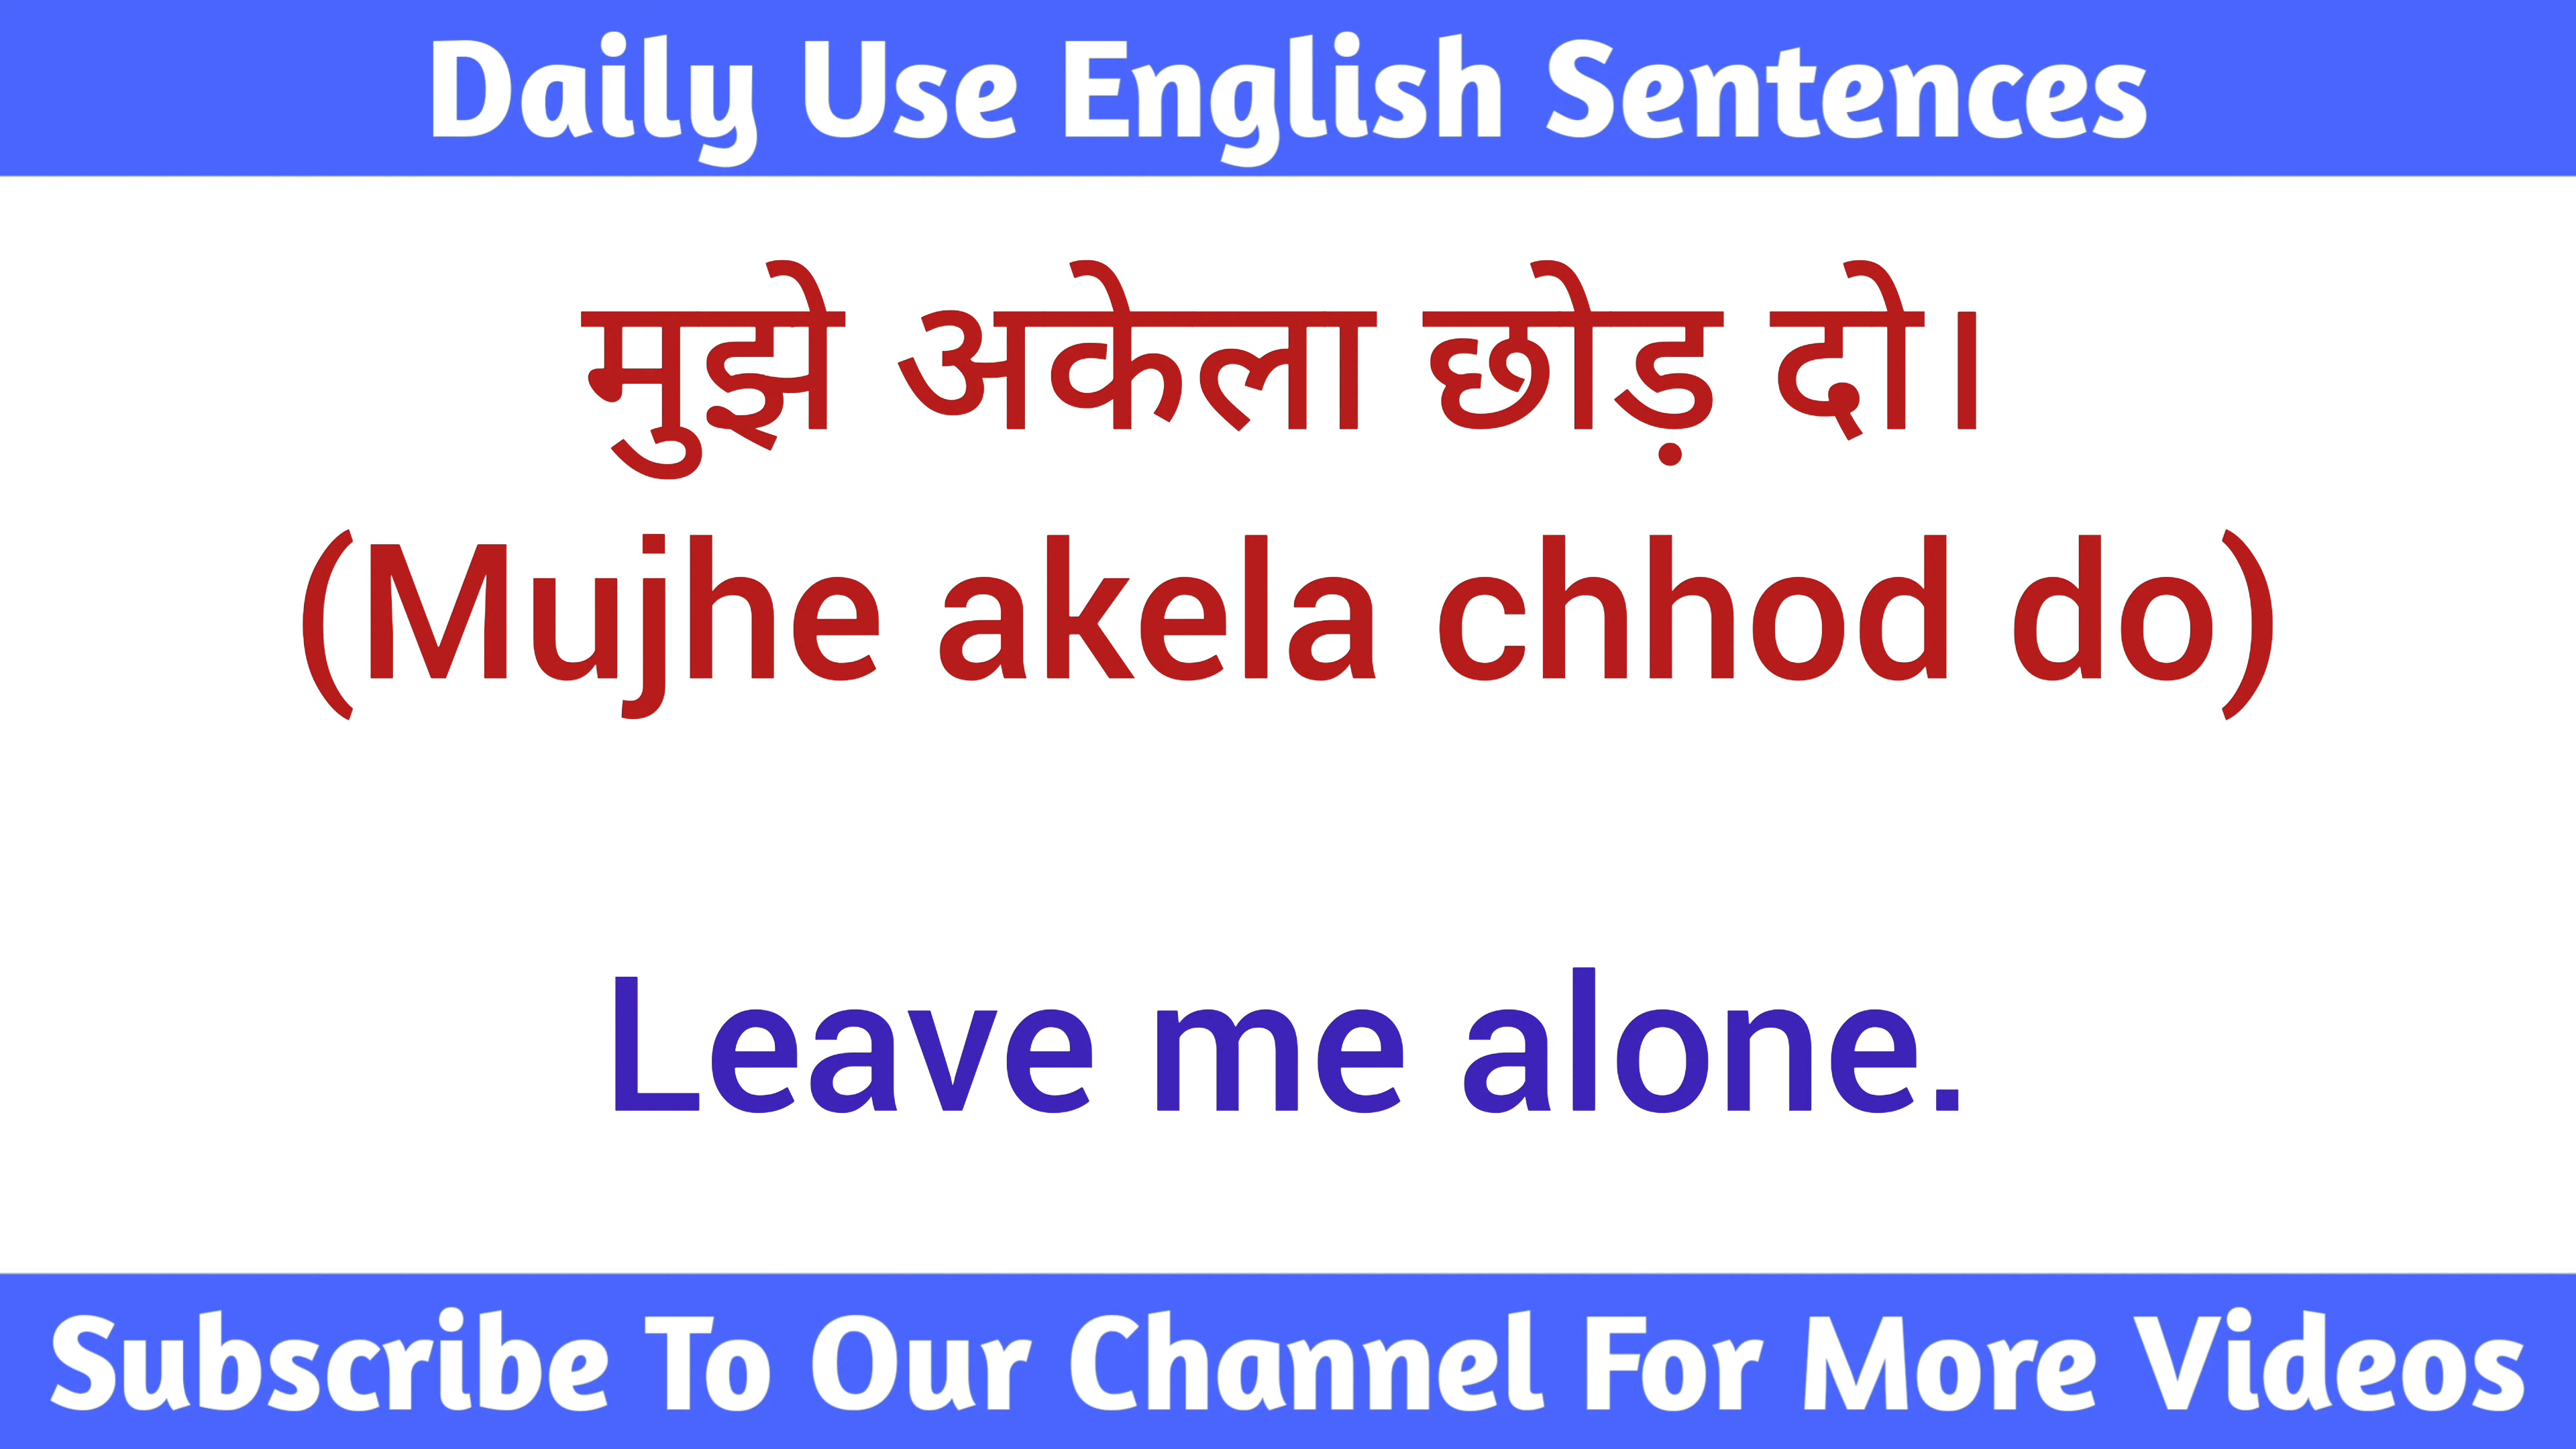 Daily Use English Sentences
मुझे अकेला छोड़ दो।
(Mujhe akela chhod do)
Leave me alone.
Subscribe To Our Channel For More Videos